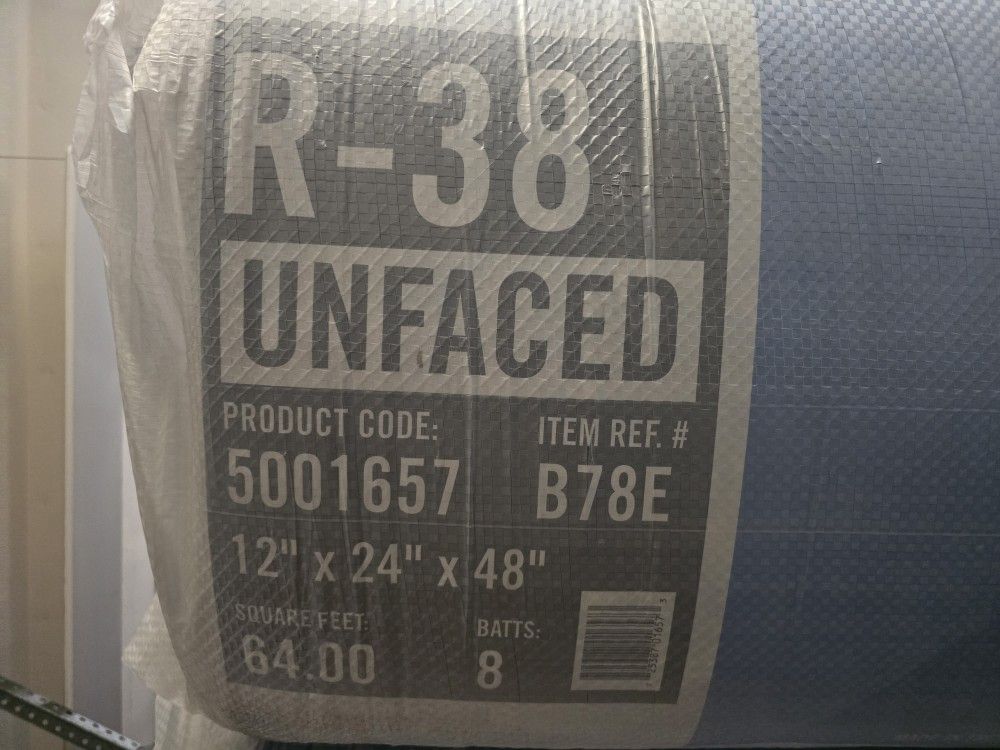 R-38
UNFACED
PRODUCT CODE:
5001657
ITEM REF. #
B78E
12" x 24" x 48"
SQUARE FEET:
64.00
BATTS:
8